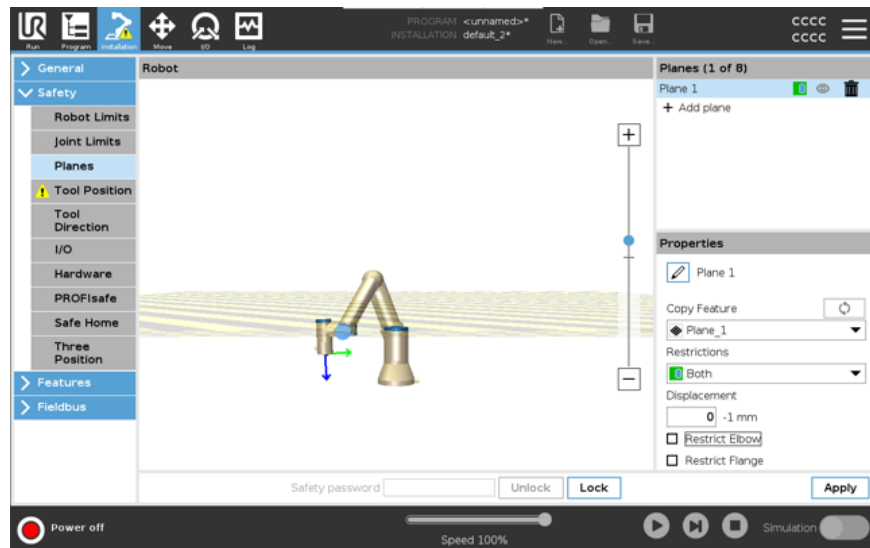 PROGRAM <unnamed>*
INSTALLATION default_2*
Run
Program
Installation
Move
I/O
Log
New...
Open...
Save...
cccc
cccc
General
Safety
Robot Limits
Joint Limits
Planes
Tool Position
Tool
Direction
I/O
Hardware
PROFIsafe
Safe Home
Three
Position
Features
Fieldbus
Robot
Planes (1 of 8)
Plane 1
+ Add plane
Properties
Plane 1
Copy Feature
Plane_1
Restrictions
Both
Displacement
0 -1 mm
Restrict Elbow
Restrict Flange
Safety password
Unlock
Lock
Apply
Power off
Speed 100%
Simulation